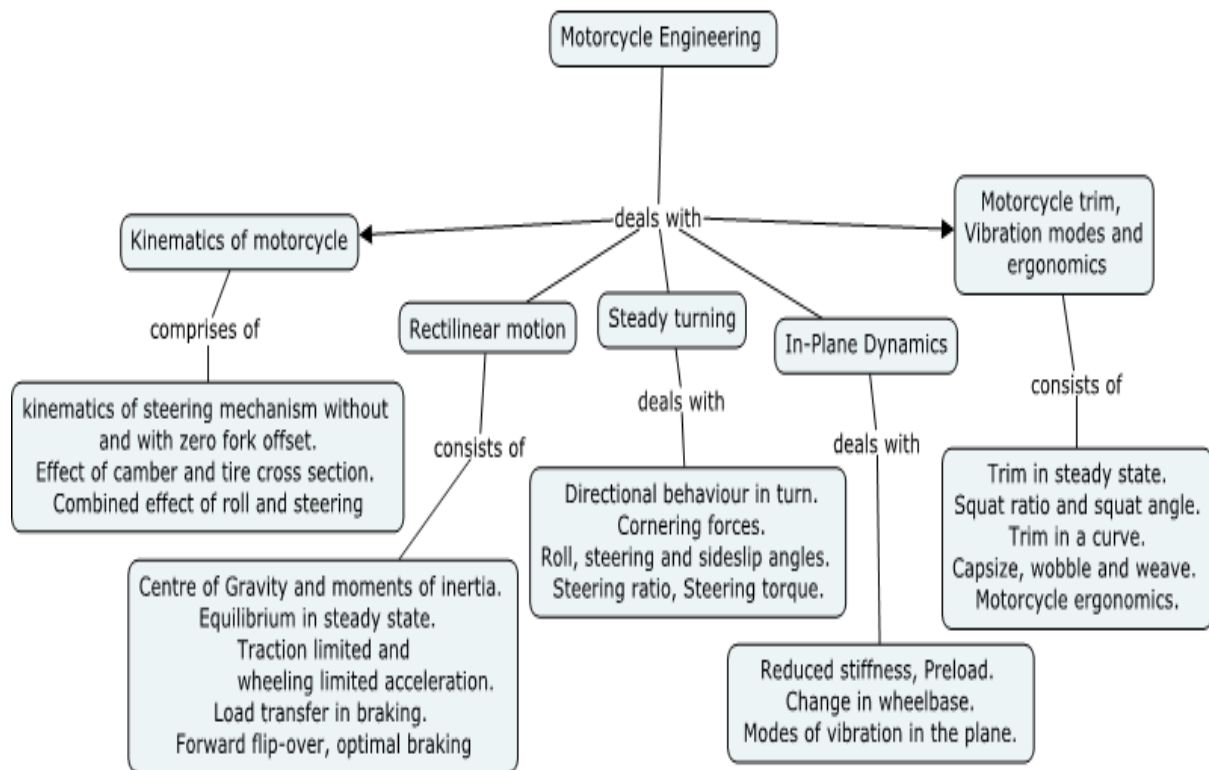 Motorcycle Engineering
deals with
Kinematics of motorcycle
comprises of
kinematics of steering mechanism without
and with zero fork offset.
Effect of camber and tire cross section.
Combined effect of roll and steering
Rectilinear motion
consists of
Centre of Gravity and moments of inertia.
Equilibrium in steady state.
Traction limited and
wheeling limited acceleration.
Load transfer in braking.
Forward flip-over, optimal braking
Steady turning
deals with
Directional behaviour in turn.
Cornering forces.
Roll, steering and sideslip angles.
Steering ratio, Steering torque.
In-Plane Dynamics
deals with
Reduced stiffness, Preload.
Change in wheelbase.
Modes of vibration in the plane.
Motorcycle trim,
Vibration modes and
ergonomics
consists of
Trim in steady state.
Squat ratio and squat angle.
Trim in a curve.
Capsize, wobble and weave.
Motorcycle ergonomics.